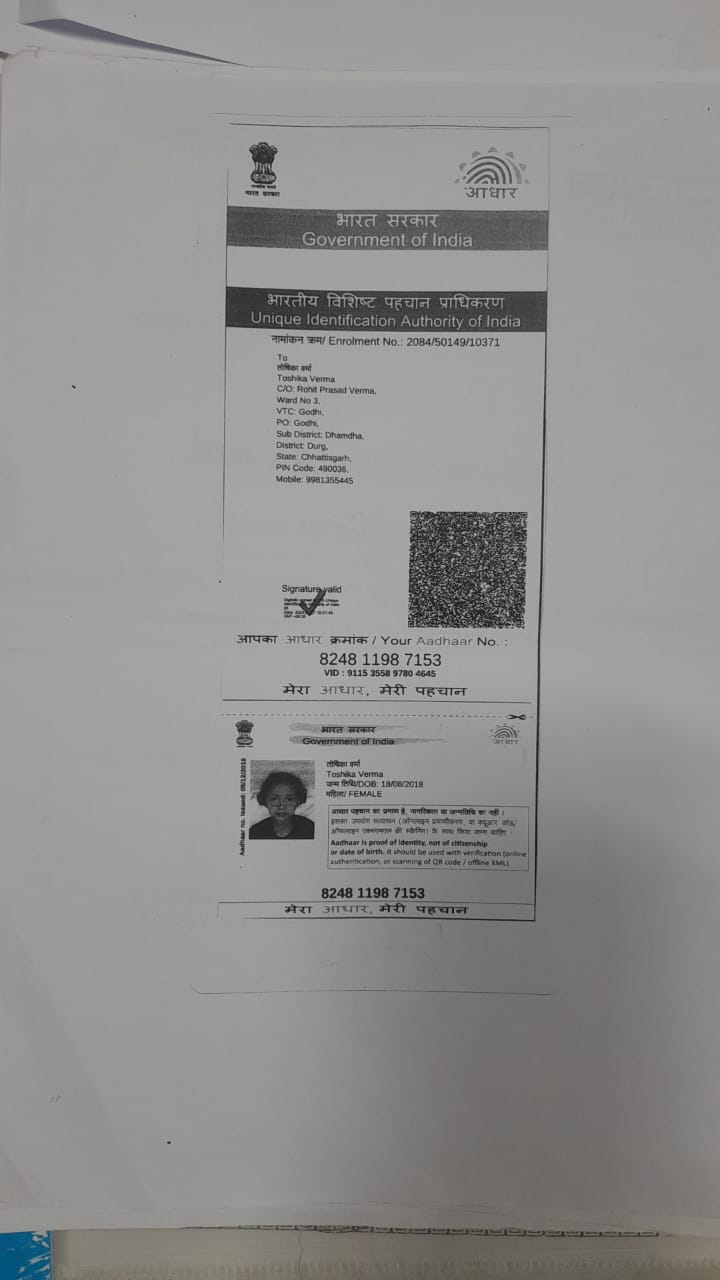 भारत सरकार
आधार
भारत सरकार
Government of India
भारतीय विशिष्ट पहचान प्राधिकरण
Unique Identification Authority of India
नामांकन क्रम/ Enrolment No.: 2084/50149/10371
To
तोषिका वर्मा
Toshika Verma
C/O: Rohit Prasad Verma,
Ward No 3,
VTC: Godhi,
PO: Godhi,
Sub District: Dhamdha,
District: Durg,
State: Chhattisgarh,
PIN Code: 490036,
Mobile: 9981355445
Signature valid
आपका आधार क्रमांक / Your Aadhaar No. :
8248 1198 7153
VID : 9115 3558 9780 4645
मेरा आधार, मेरी पहचान
भारत सरकार
Government of India
आधार
Aadhaar no. issued: 05/12/2019
तोषिका वर्मा
Toshika Verma
जन्म तिथि/DOB: 18/08/2018
महिला/ FEMALE
आधार पहचान का प्रमाण है, नागरिकता या जन्मतिथि का नहीं ।
इसका उपयोग सत्यापन (ऑनलाइन प्रमाणीकरण, या क्यूआर कोड/
ऑफलाइन एक्सएमएल की स्कैनिंग) के साथ किया जाना चाहिए ।
Aadhaar is proof of identity, not of citizenship
or date of birth. It should be used with verification (online
authentication, or scanning of QR code / offline XML).
8248 1198 7153
मेरा आधार, मेरी पहचान